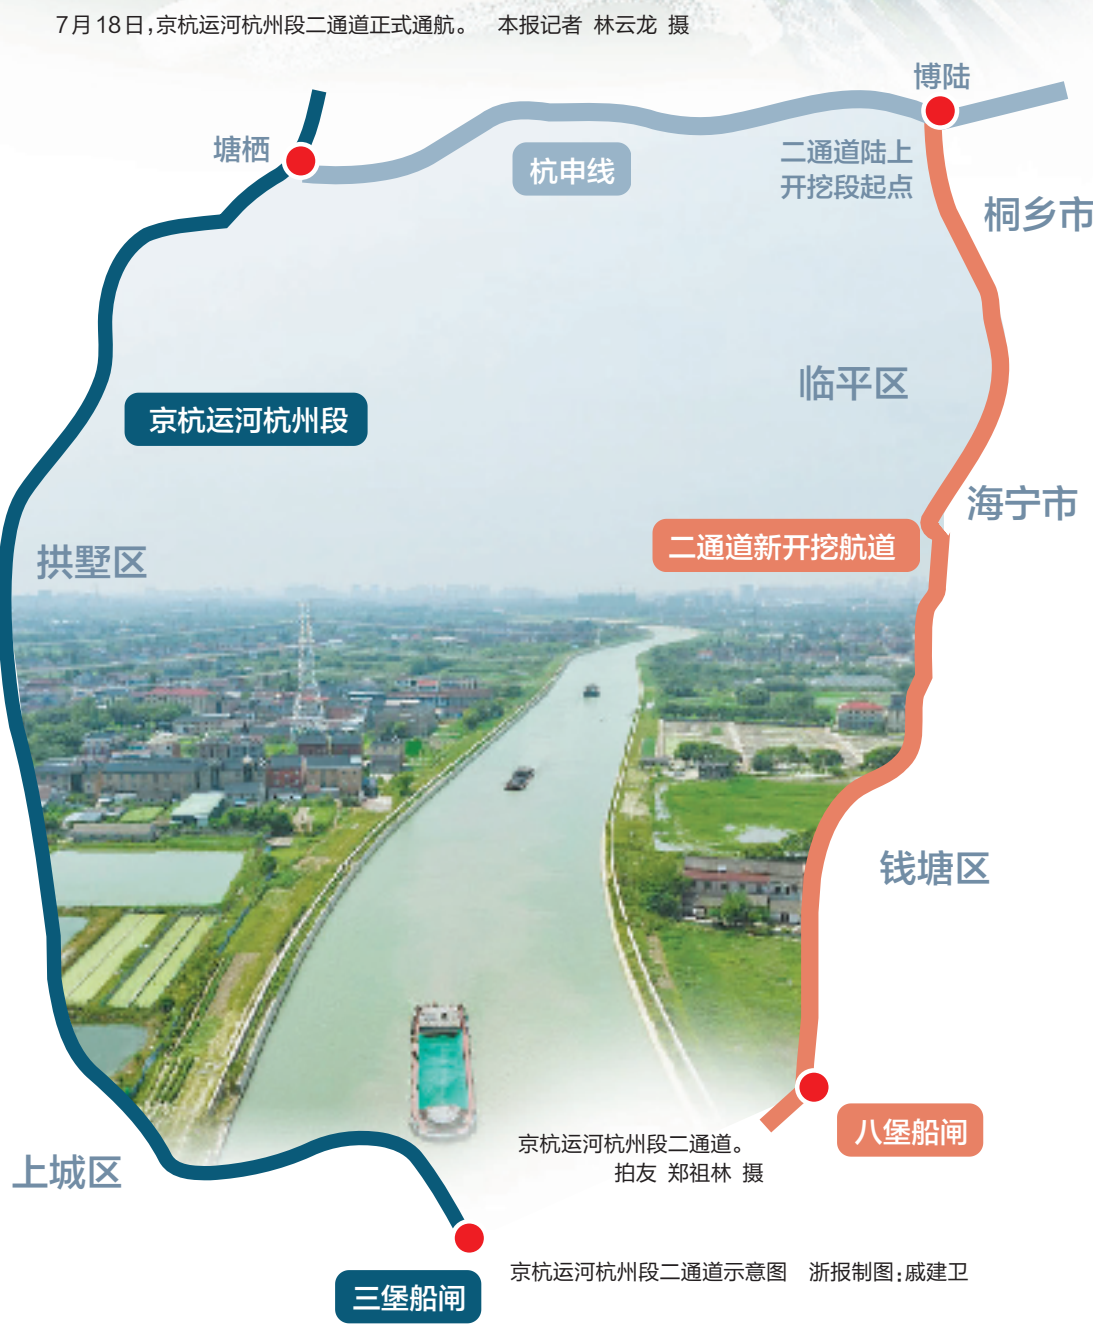 7月18日,京杭运河杭州段二通道正式通航。 本报记者 林云龙 摄
博陆
塘栖
杭申线
二通道陆上
开挖段起点
桐乡市
临平区
京杭运河杭州段
海宁市
二通道新开挖航道
拱墅区
钱塘区
八堡船闸
京杭运河杭州段二通道。
拍友 郑祖林 摄
上城区
京杭运河杭州段二通道示意图 浙报制图:戚建卫
三堡船闸